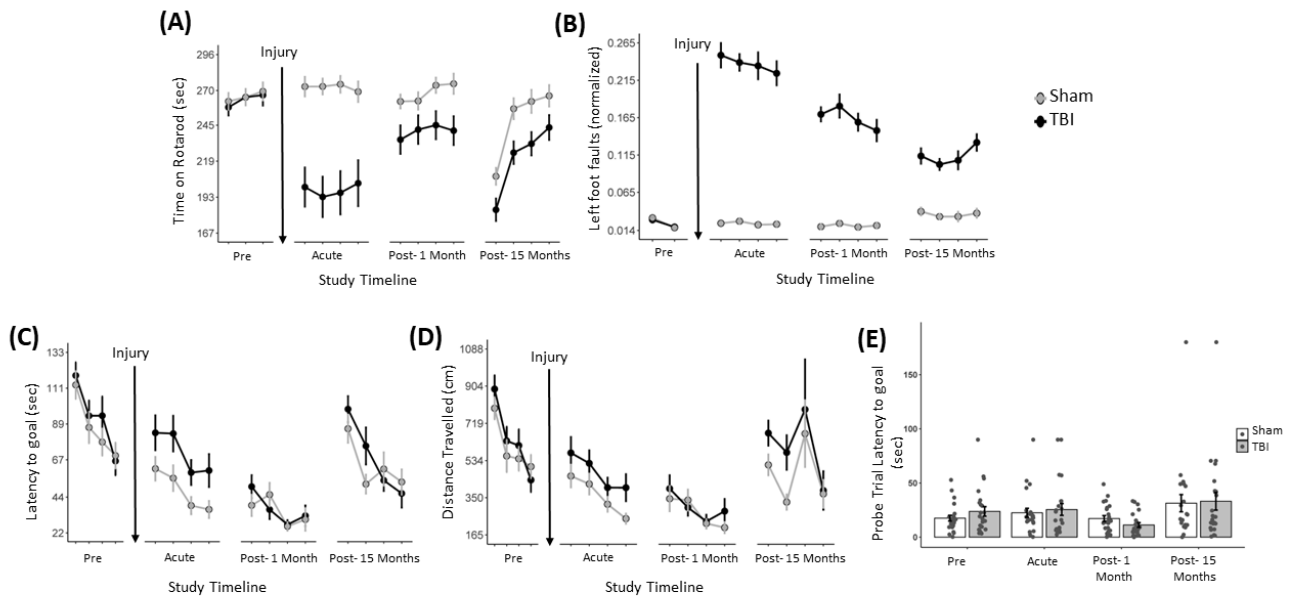 (A)
Injury
Time on Rotarod (sec)
296
270
245
219
193
167
Pre
Acute
Post- 1 Month
Post- 15 Months
Study Timeline
(B)
Injury
Left foot faults (normalized)
0.265
0.215
0.165
0.115
0.065
0.014
Pre
Acute
Post- 1 Month
Post- 15 Months
Study Timeline
Sham
TBI
(C)
Injury
Latency to goal (sec)
133
111
89
67
44
22
Pre
Acute
Post- 1 Month
Post- 15 Months
Study Timeline
(D)
Injury
Distance Travelled (cm)
1088
904
719
534
350
165
Pre
Acute
Post- 1 Month
Post- 15 Months
Study Timeline
(E)
Probe Trial Latency to goal
(sec)
150
100
50
0
Pre
Acute
Post- 1
Month
Post- 15
Months
Sham
TBI